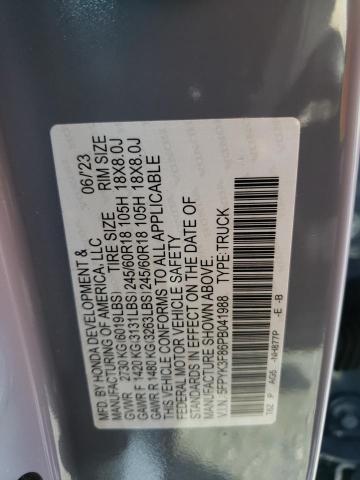 MFD. BY HONDA DEVELOPMENT &
MANUFACTURING OF AMERICA, LLC 06/'23
TIRE SIZE RIM SIZE
GVWR 2730 KG(6019LBS)
GAWR F 1420 KG(3131LBS)245/60R18 105H 18X8.0J
GAWR R 1480 KG(3263LBS)245/60R18 105H 18X8.0J
THIS VEHICLE CONFORMS TO ALL APPLICABLE
FEDERAL MOTOR VEHICLE SAFETY
STANDARDS IN EFFECT ON THE DATE OF
MANUFACTURE SHOWN ABOVE.
V.I.N. 5FPYK3F86PB041988 TYPE:TRUCK
T6Z P AG5 -NH877P -E -B